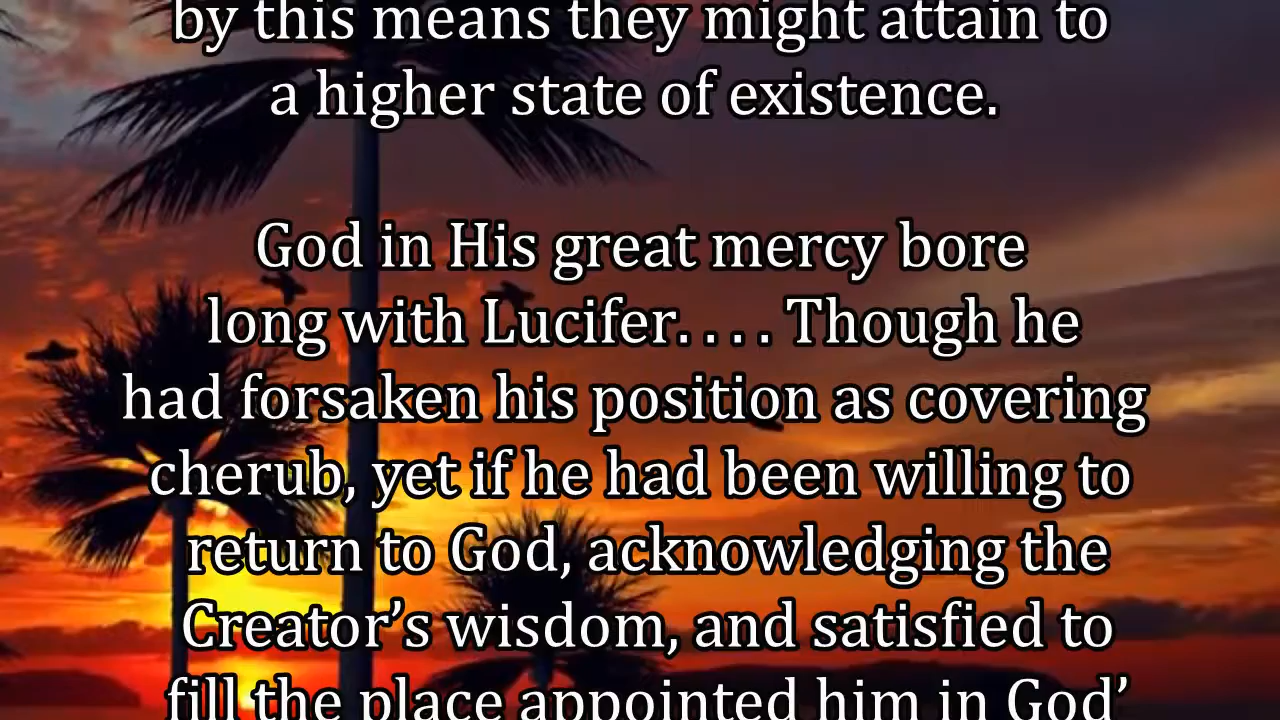 by this means they might attain to
a higher state of existence.
God in His great mercy bore
long with Lucifer. . . . Though he
had forsaken his position as covering
cherub, yet if he had been willing to
return to God, acknowledging the
Creator’s wisdom, and satisfied to
fill the place appointed him in God’